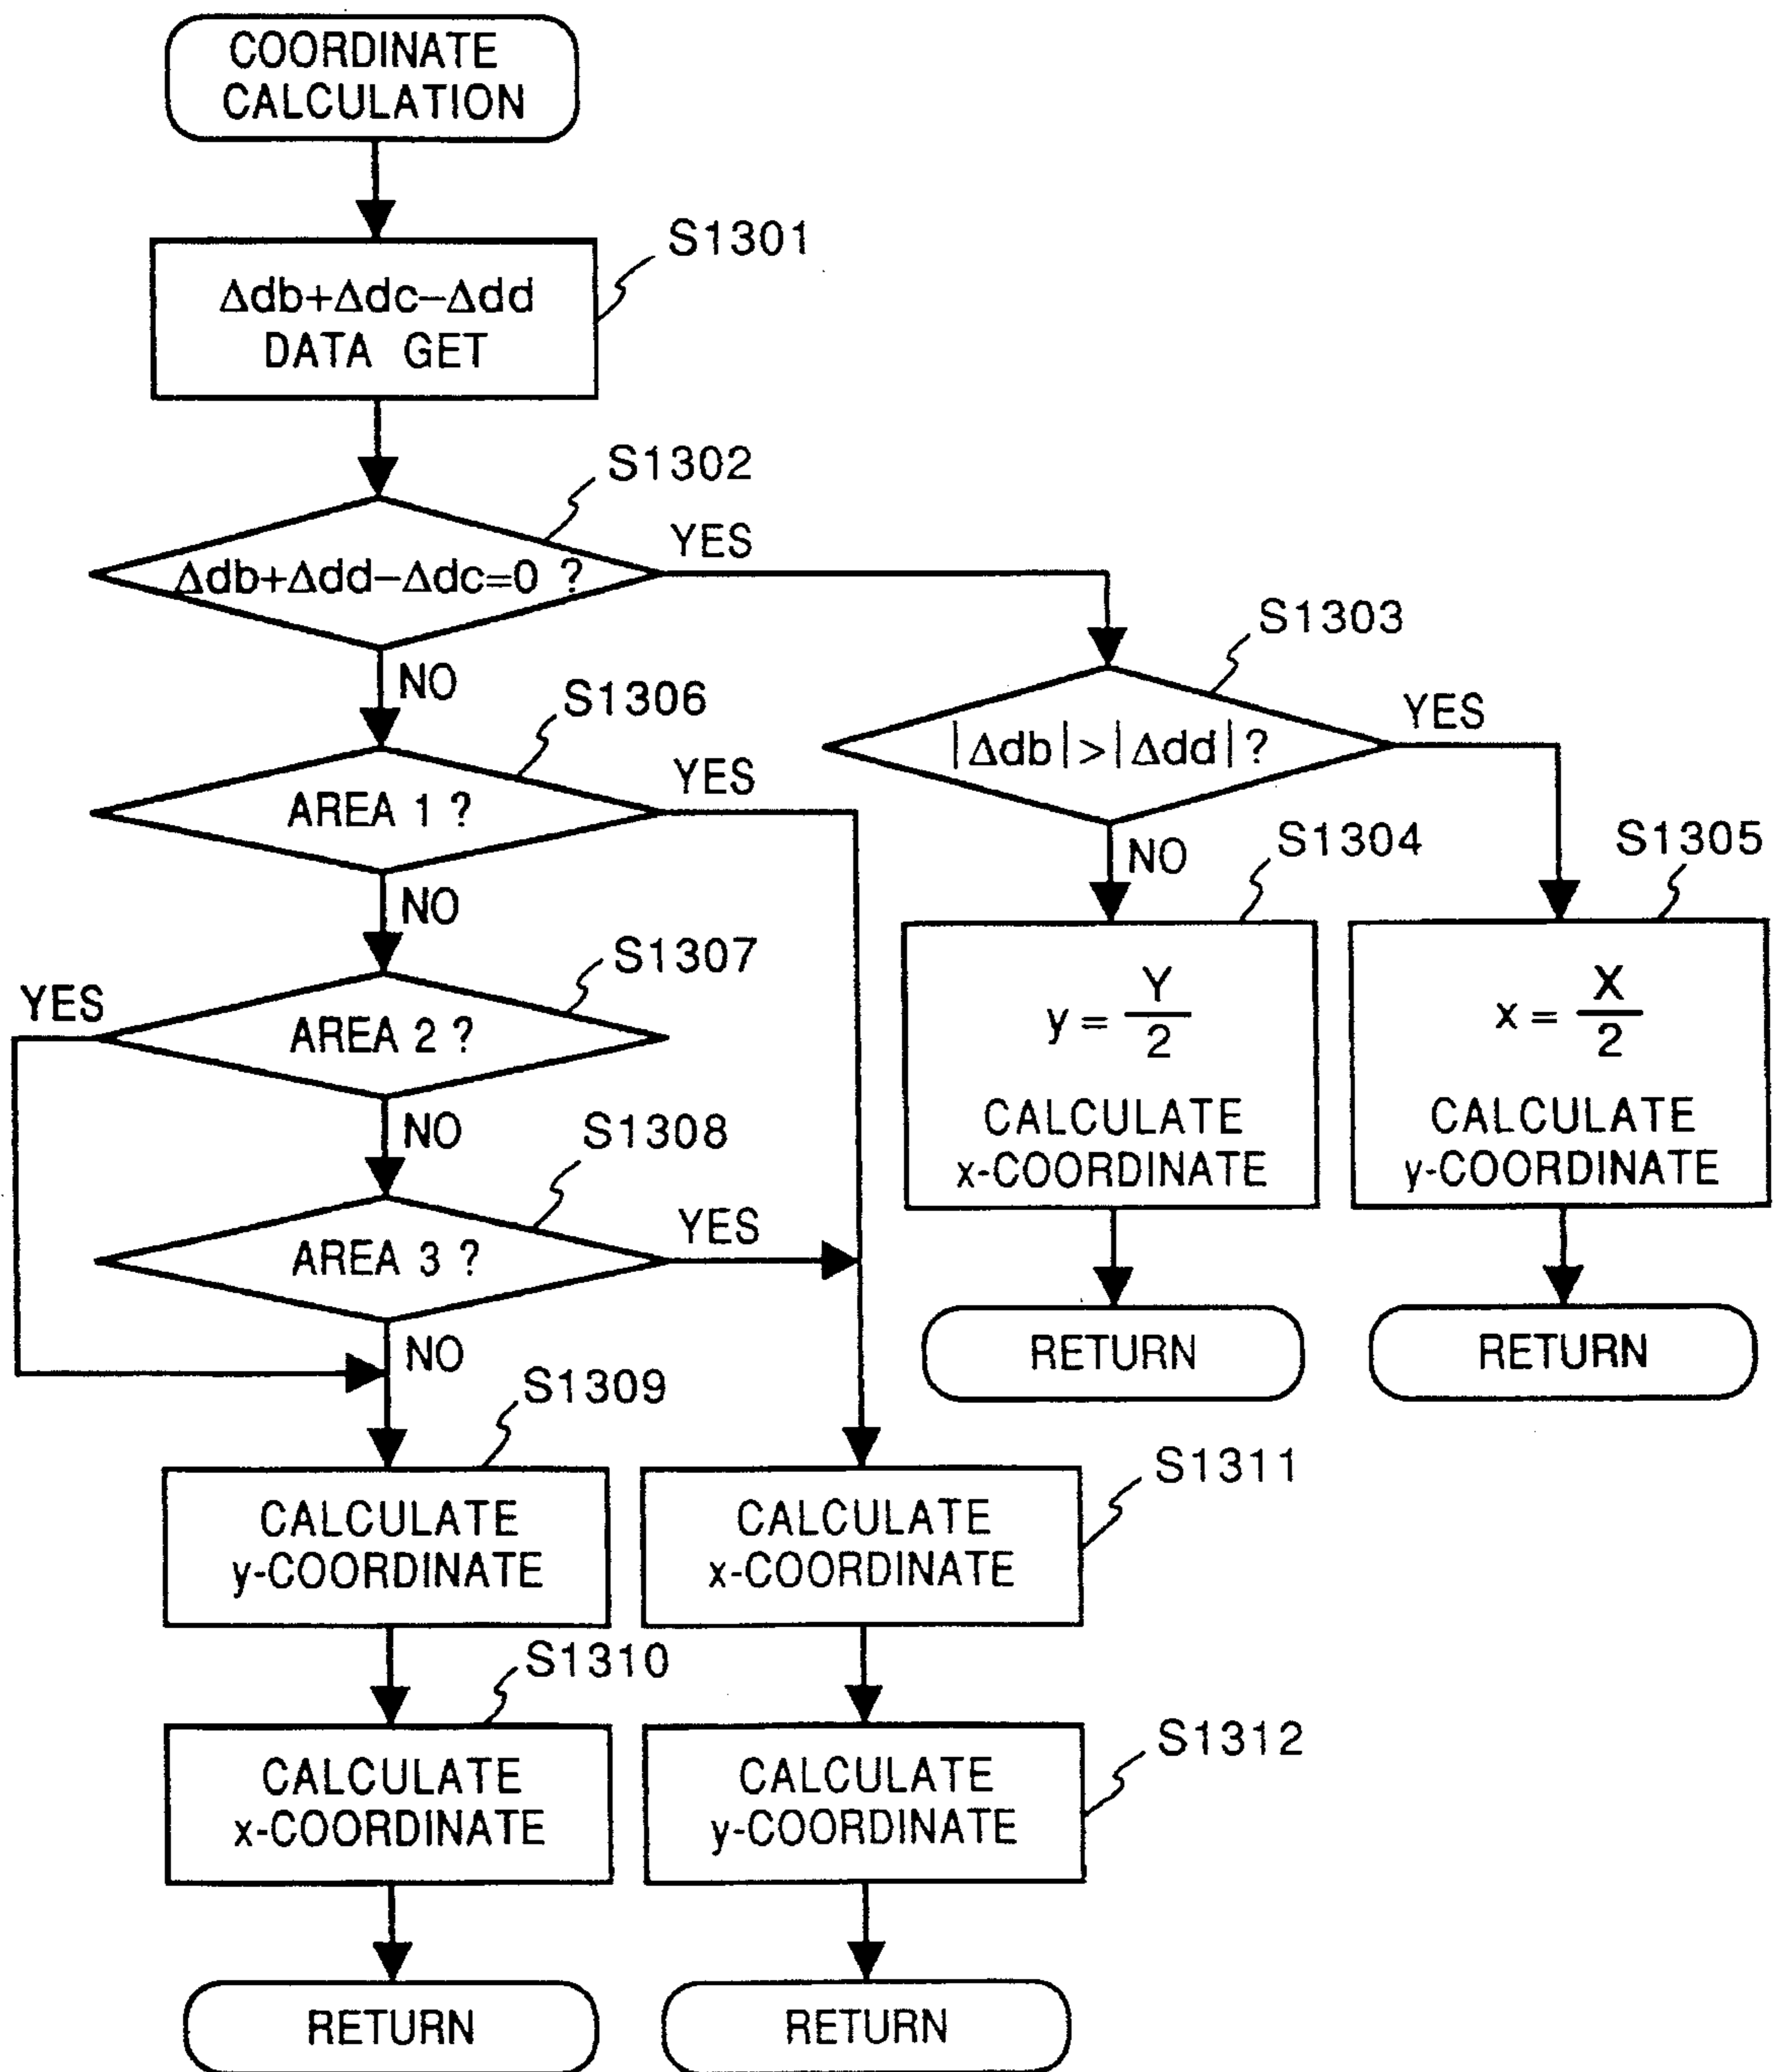 COORDINATE
CALCULATION
S1301
Δdb+Δdc−Δdd
DATA GET
S1302
Δdb+Δdd−Δdc=0 ?
YES
NO
S1303
|Δdb|>|Δdd| ?
YES
NO
S1304
y = Y/2
CALCULATE
x-COORDINATE
RETURN
S1305
x = X/2
CALCULATE
y-COORDINATE
RETURN
S1306
AREA 1 ?
YES
NO
S1307
AREA 2 ?
YES
NO
S1308
AREA 3 ?
YES
NO
S1309
CALCULATE
y-COORDINATE
S1310
CALCULATE
x-COORDINATE
RETURN
S1311
CALCULATE
x-COORDINATE
S1312
CALCULATE
y-COORDINATE
RETURN